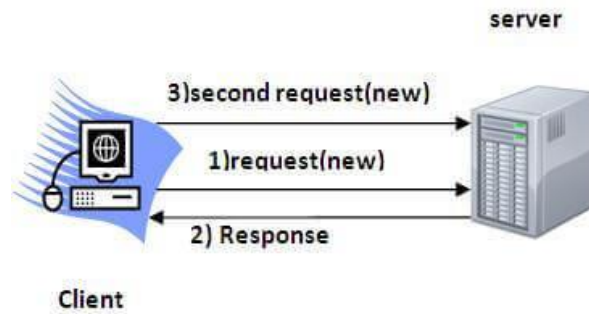 server
3)second request(new)
1)request(new)
2) Response
Client